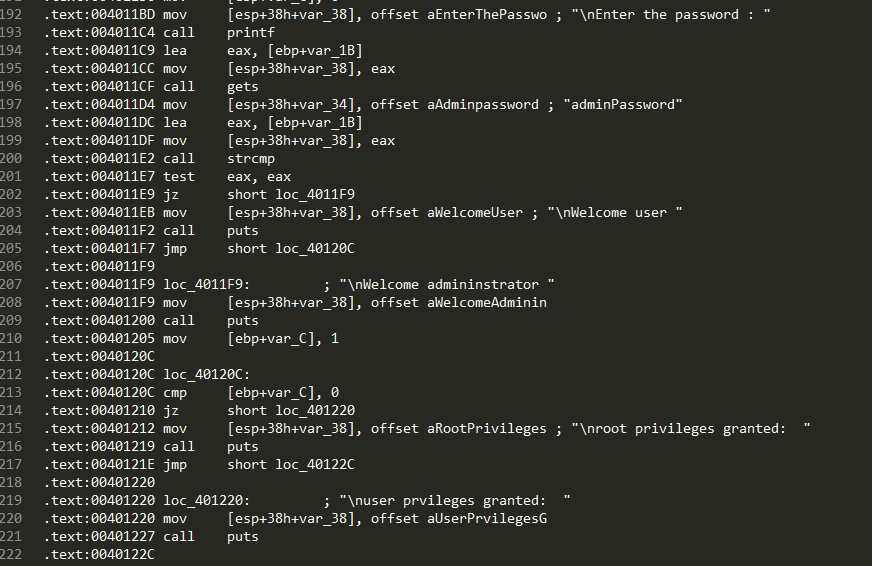 192 .text:004011BD mov [esp+38h+var_38], offset aEnterThePasswo ; "\nEnter the password : "
193 .text:004011C4 call printf
194 .text:004011C9 lea eax, [ebp+var_1B]
195 .text:004011CC mov [esp+38h+var_38], eax
196 .text:004011CF call gets
197 .text:004011D4 mov [esp+38h+var_34], offset aAdminpassword ; "adminPassword"
198 .text:004011DC lea eax, [ebp+var_1B]
199 .text:004011DF mov [esp+38h+var_38], eax
200 .text:004011E2 call strcmp
201 .text:004011E7 test eax, eax
202 .text:004011E9 jz short loc_4011F9
203 .text:004011EB mov [esp+38h+var_38], offset aWelcomeUser ; "\nWelcome user "
204 .text:004011F2 call puts
205 .text:004011F7 jmp short loc_40120C
206 .text:004011F9
207 .text:004011F9 loc_4011F9: ; "\nWelcome admininstrator "
208 .text:004011F9 mov [esp+38h+var_38], offset aWelcomeAdminin
209 .text:00401200 call puts
210 .text:00401205 mov [ebp+var_C], 1
211 .text:0040120C
212 .text:0040120C loc_40120C:
213 .text:0040120C cmp [ebp+var_C], 0
214 .text:00401210 jz short loc_401220
215 .text:00401212 mov [esp+38h+var_38], offset aRootPrivileges ; "\nroot privileges granted:  "
216 .text:00401219 call puts
217 .text:0040121E jmp short loc_40122C
218 .text:00401220
219 .text:00401220 loc_401220: ; "\nuser prvileges granted:  "
220 .text:00401220 mov [esp+38h+var_38], offset aUserPrvilegesG
221 .text:00401227 call puts
222 .text:0040122C